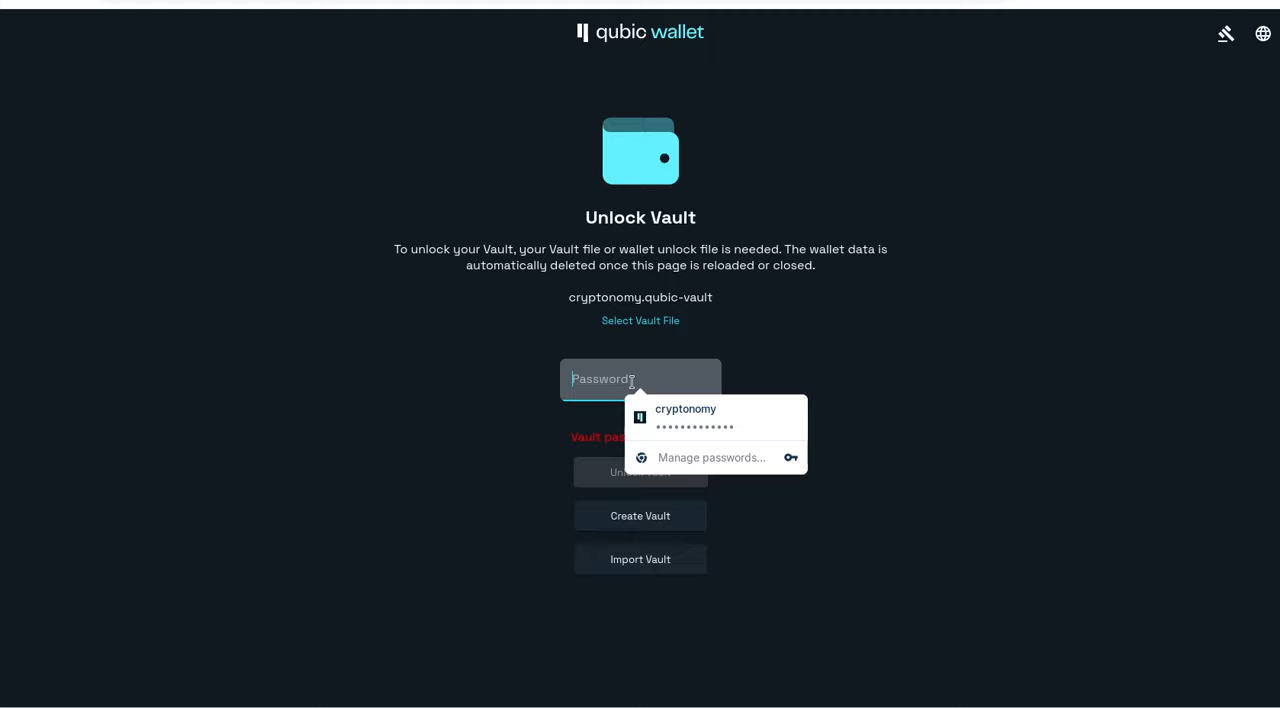 qubic wallet
Unlock Vault
To unlock your Vault, your Vault file or wallet unlock file is needed. The wallet data is
automatically deleted once this page is reloaded or closed.
cryptonomy.qubic-vault
Select Vault File
Password
cryptonomy
•••••••••••••
Vault pas
Manage passwords...
Create Vault
Import Vault